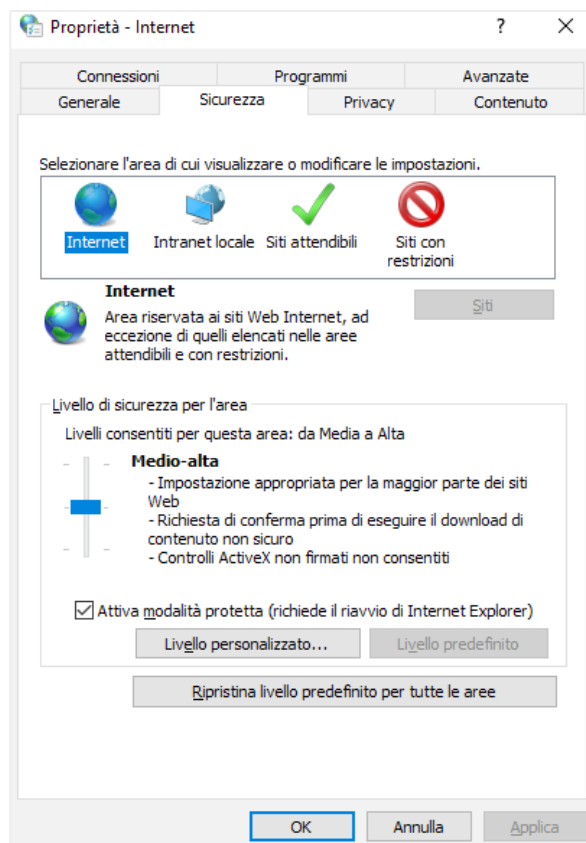 Proprietà - Internet
?
Connessioni
Programmi
Avanzate
Generale
Sicurezza
Privacy
Contenuto
Selezionare l'area di cui visualizzare o modificare le impostazioni.
Internet
Intranet locale
Siti attendibili
Siti con
restrizioni
Internet
Area riservata ai siti Web Internet, ad
eccezione di quelli elencati nelle aree
attendibili e con restrizioni.
Siti
Livello di sicurezza per l'area
Livelli consentiti per questa area: da Media a Alta
Medio-alta
- Impostazione appropriata per la maggior parte dei siti
Web
- Richiesta di conferma prima di eseguire il download di
contenuto non sicuro
- Controlli ActiveX non firmati non consentiti
Attiva modalità protetta (richiede il riavvio di Internet Explorer)
Livello personalizzato...
Livello predefinito
Ripristina livello predefinito per tutte le aree
OK
Annulla
Applica